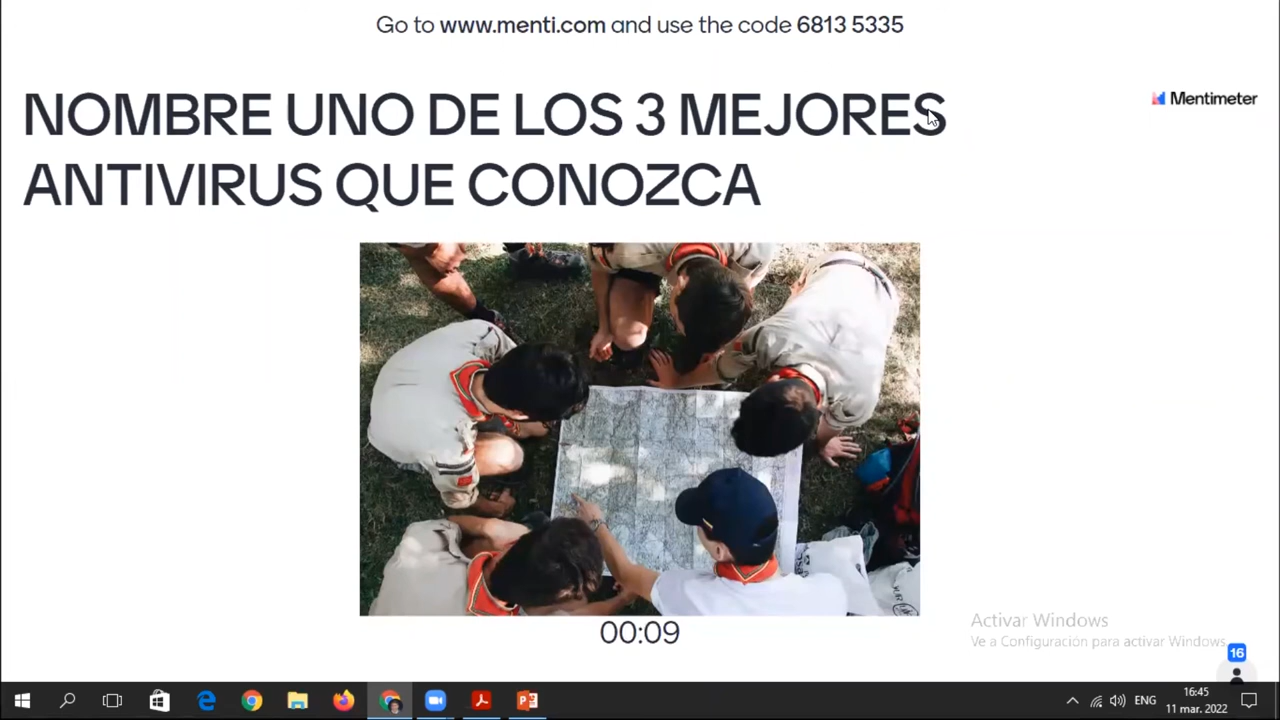 Go to www.menti.com and use the code 6813 5335
NOMBRE UNO DE LOS 3 MEJORES
ANTIVIRUS QUE CONOZCA
Mentimeter
00:09
Activar Windows
Ve a Configuración para activar Windows.
16
ENG
16:45
11 mar. 2022